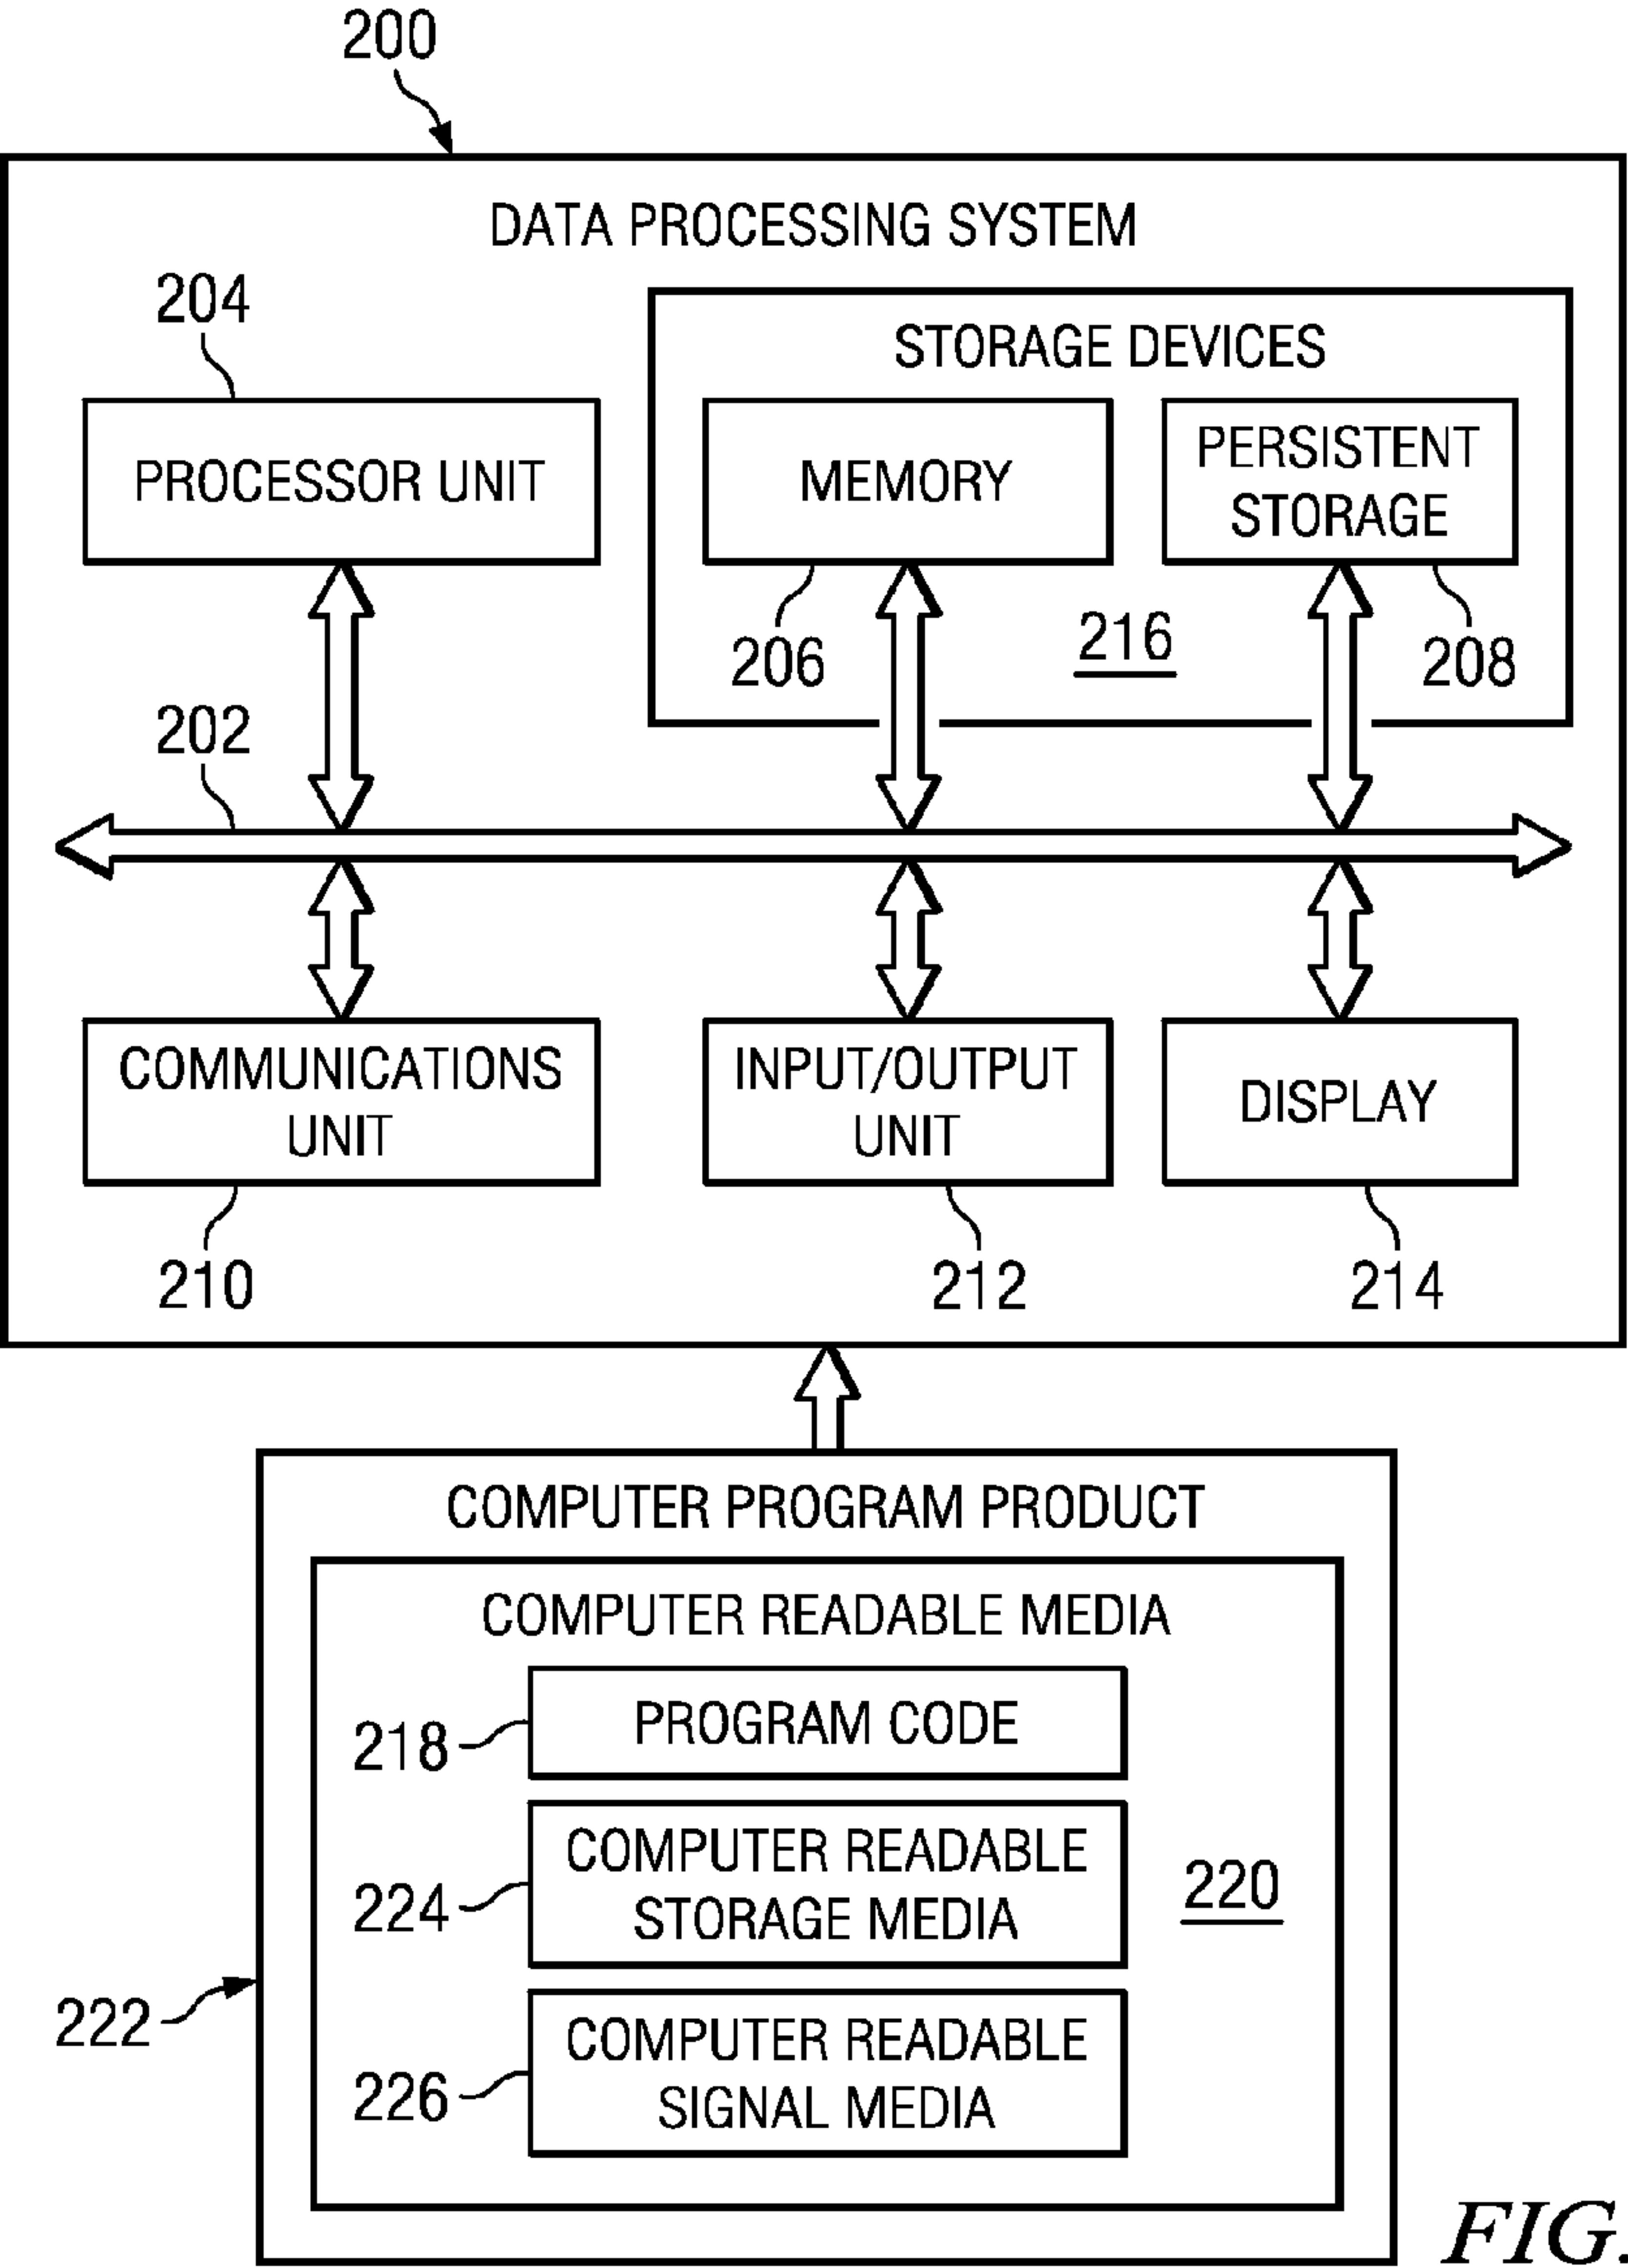 200
DATA PROCESSING SYSTEM
204
STORAGE DEVICES
PROCESSOR UNIT
MEMORY
PERSISTENT
STORAGE
206
216
208
202
COMMUNICATIONS
UNIT
INPUT/OUTPUT
UNIT
DISPLAY
210
212
214
COMPUTER PROGRAM PRODUCT
COMPUTER READABLE MEDIA
218
PROGRAM CODE
224
COMPUTER READABLE
STORAGE MEDIA
220
222
226
COMPUTER READABLE
SIGNAL MEDIA
FIG.